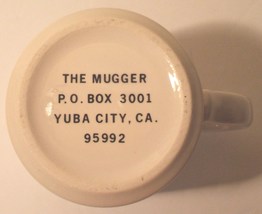 THE MUGGER
P.O. BOX 3001
YUBA CITY, CA.
95992